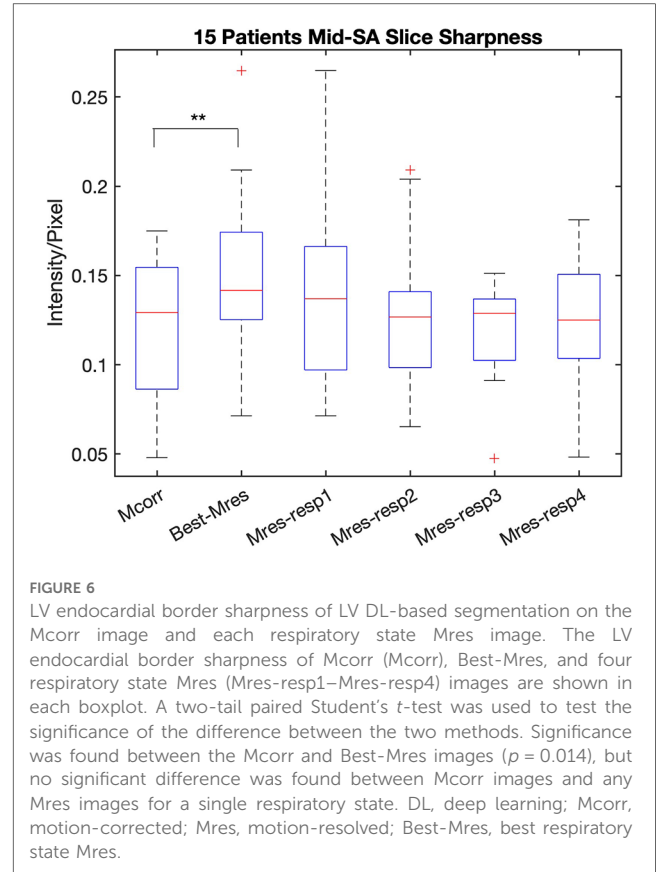 15 Patients Mid-SA Slice Sharpness
**
0.25
0.2
0.15
0.1
0.05
Intensity/Pixel
Mcorr
Best-Mres
Mres-resp1
Mres-resp2
Mres-resp3
Mres-resp4
FIGURE 6
LV endocardial border sharpness of LV DL-based segmentation on the
Mcorr image and each respiratory state Mres image. The LV
endocardial border sharpness of Mcorr (Mcorr), Best-Mres, and four
respiratory state Mres (Mres-resp1–Mres-resp4) images are shown in
each boxplot. A two-tail paired Student's t-test was used to test the
significance of the difference between the two methods. Significance
was found between the Mcorr and Best-Mres images (p = 0.014), but
no significant difference was found between Mcorr images and any
Mres images for a single respiratory state. DL, deep learning; Mcorr,
motion-corrected; Mres, motion-resolved; Best-Mres, best respiratory
state Mres.